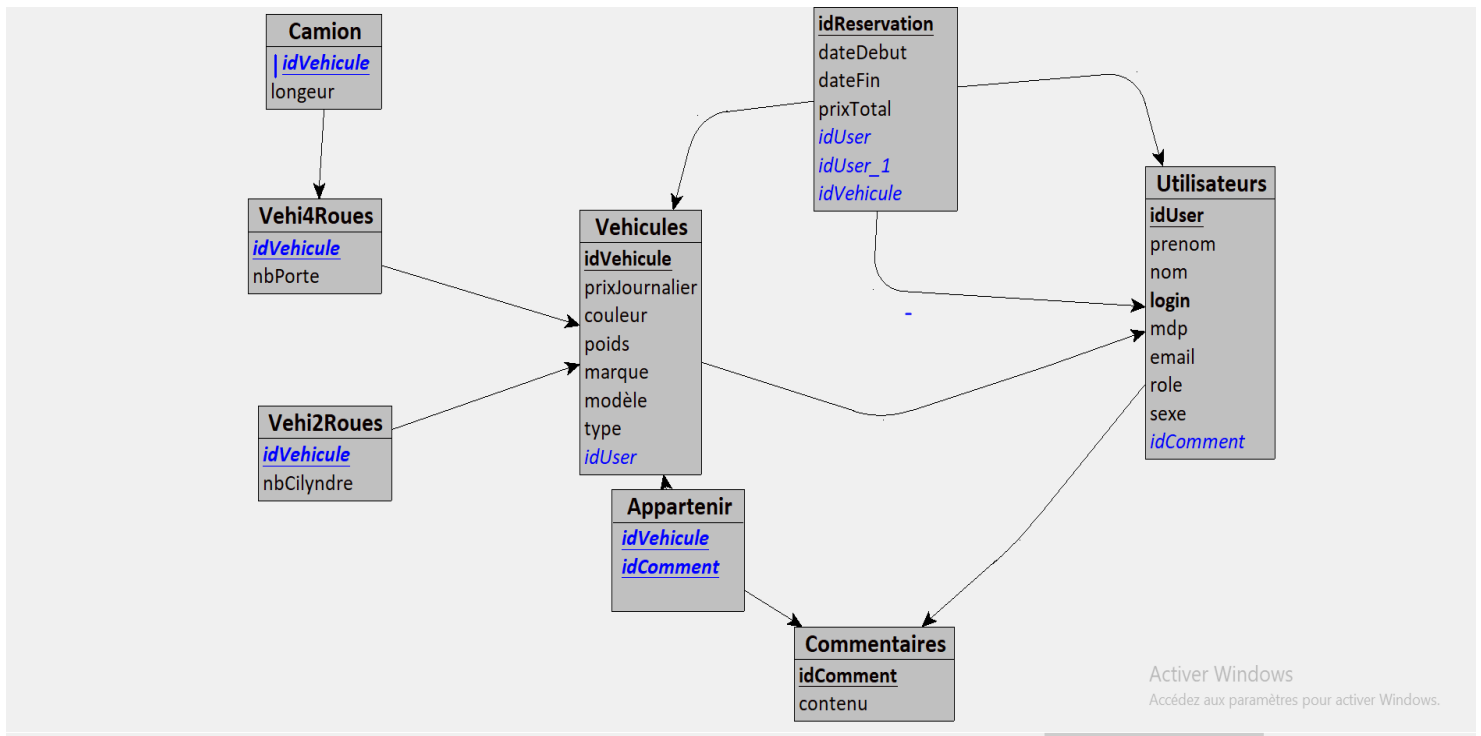 Camion
idVehicule
longeur
idReservation
dateDebut
dateFin
prixTotal
idUser
idUser_1
idVehicule
Vehi4Roues
idVehicule
nbPorte
Vehicules
idVehicule
prixJournalier
couleur
poids
marque
modèle
type
idUser
Utilisateurs
idUser
prenom
nom
login
mdp
email
role
sexe
idComment
Vehi2Roues
idVehicule
nbCilyndre
Appartenir
idVehicule
idComment
Commentaires
idComment
contenu
Activer Windows
Accédez aux paramètres pour activer Windows.